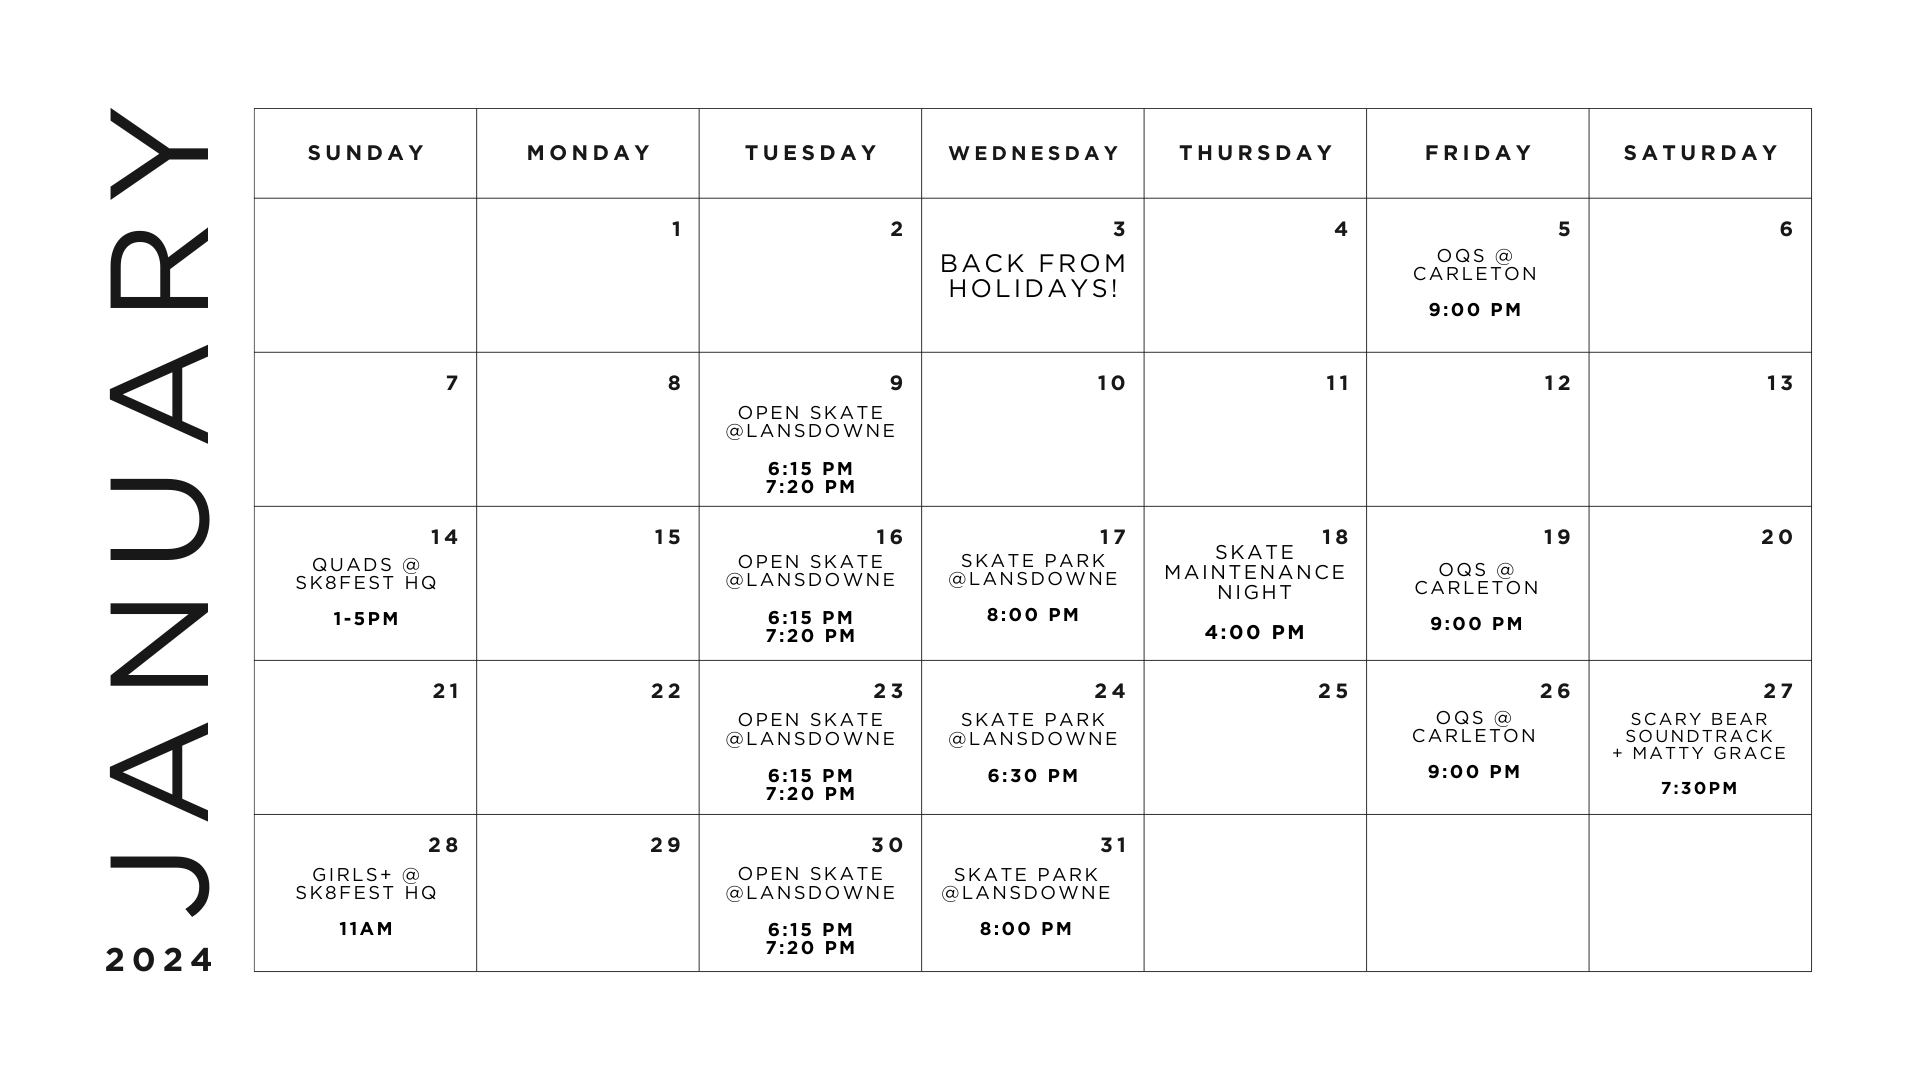 JANUARY
2024
SUNDAY
MONDAY
TUESDAY
WEDNESDAY
THURSDAY
FRIDAY
SATURDAY
1
2
3
BACK FROM
HOLIDAYS!
4
5
OQS @
CARLETON
9:00 PM
6
7
8
9
OPEN SKATE
@LANSDOWNE
6:15 PM
7:20 PM
10
11
12
13
14
QUADS @
SK8FEST HQ
1-5PM
15
16
OPEN SKATE
@LANSDOWNE
6:15 PM
7:20 PM
17
SKATE PARK
@LANSDOWNE
8:00 PM
18
SKATE
MAINTENANCE
NIGHT
4:00 PM
19
OQS @
CARLETON
9:00 PM
20
21
22
23
OPEN SKATE
@LANSDOWNE
6:15 PM
7:20 PM
24
SKATE PARK
@LANSDOWNE
6:30 PM
25
26
OQS @
CARLETON
9:00 PM
27
SCARY BEAR
SOUNDTRACK
+ MATTY GRACE
7:30PM
28
GIRLS+ @
SK8FEST HQ
11AM
29
30
OPEN SKATE
@LANSDOWNE
6:15 PM
7:20 PM
31
SKATE PARK
@LANSDOWNE
8:00 PM